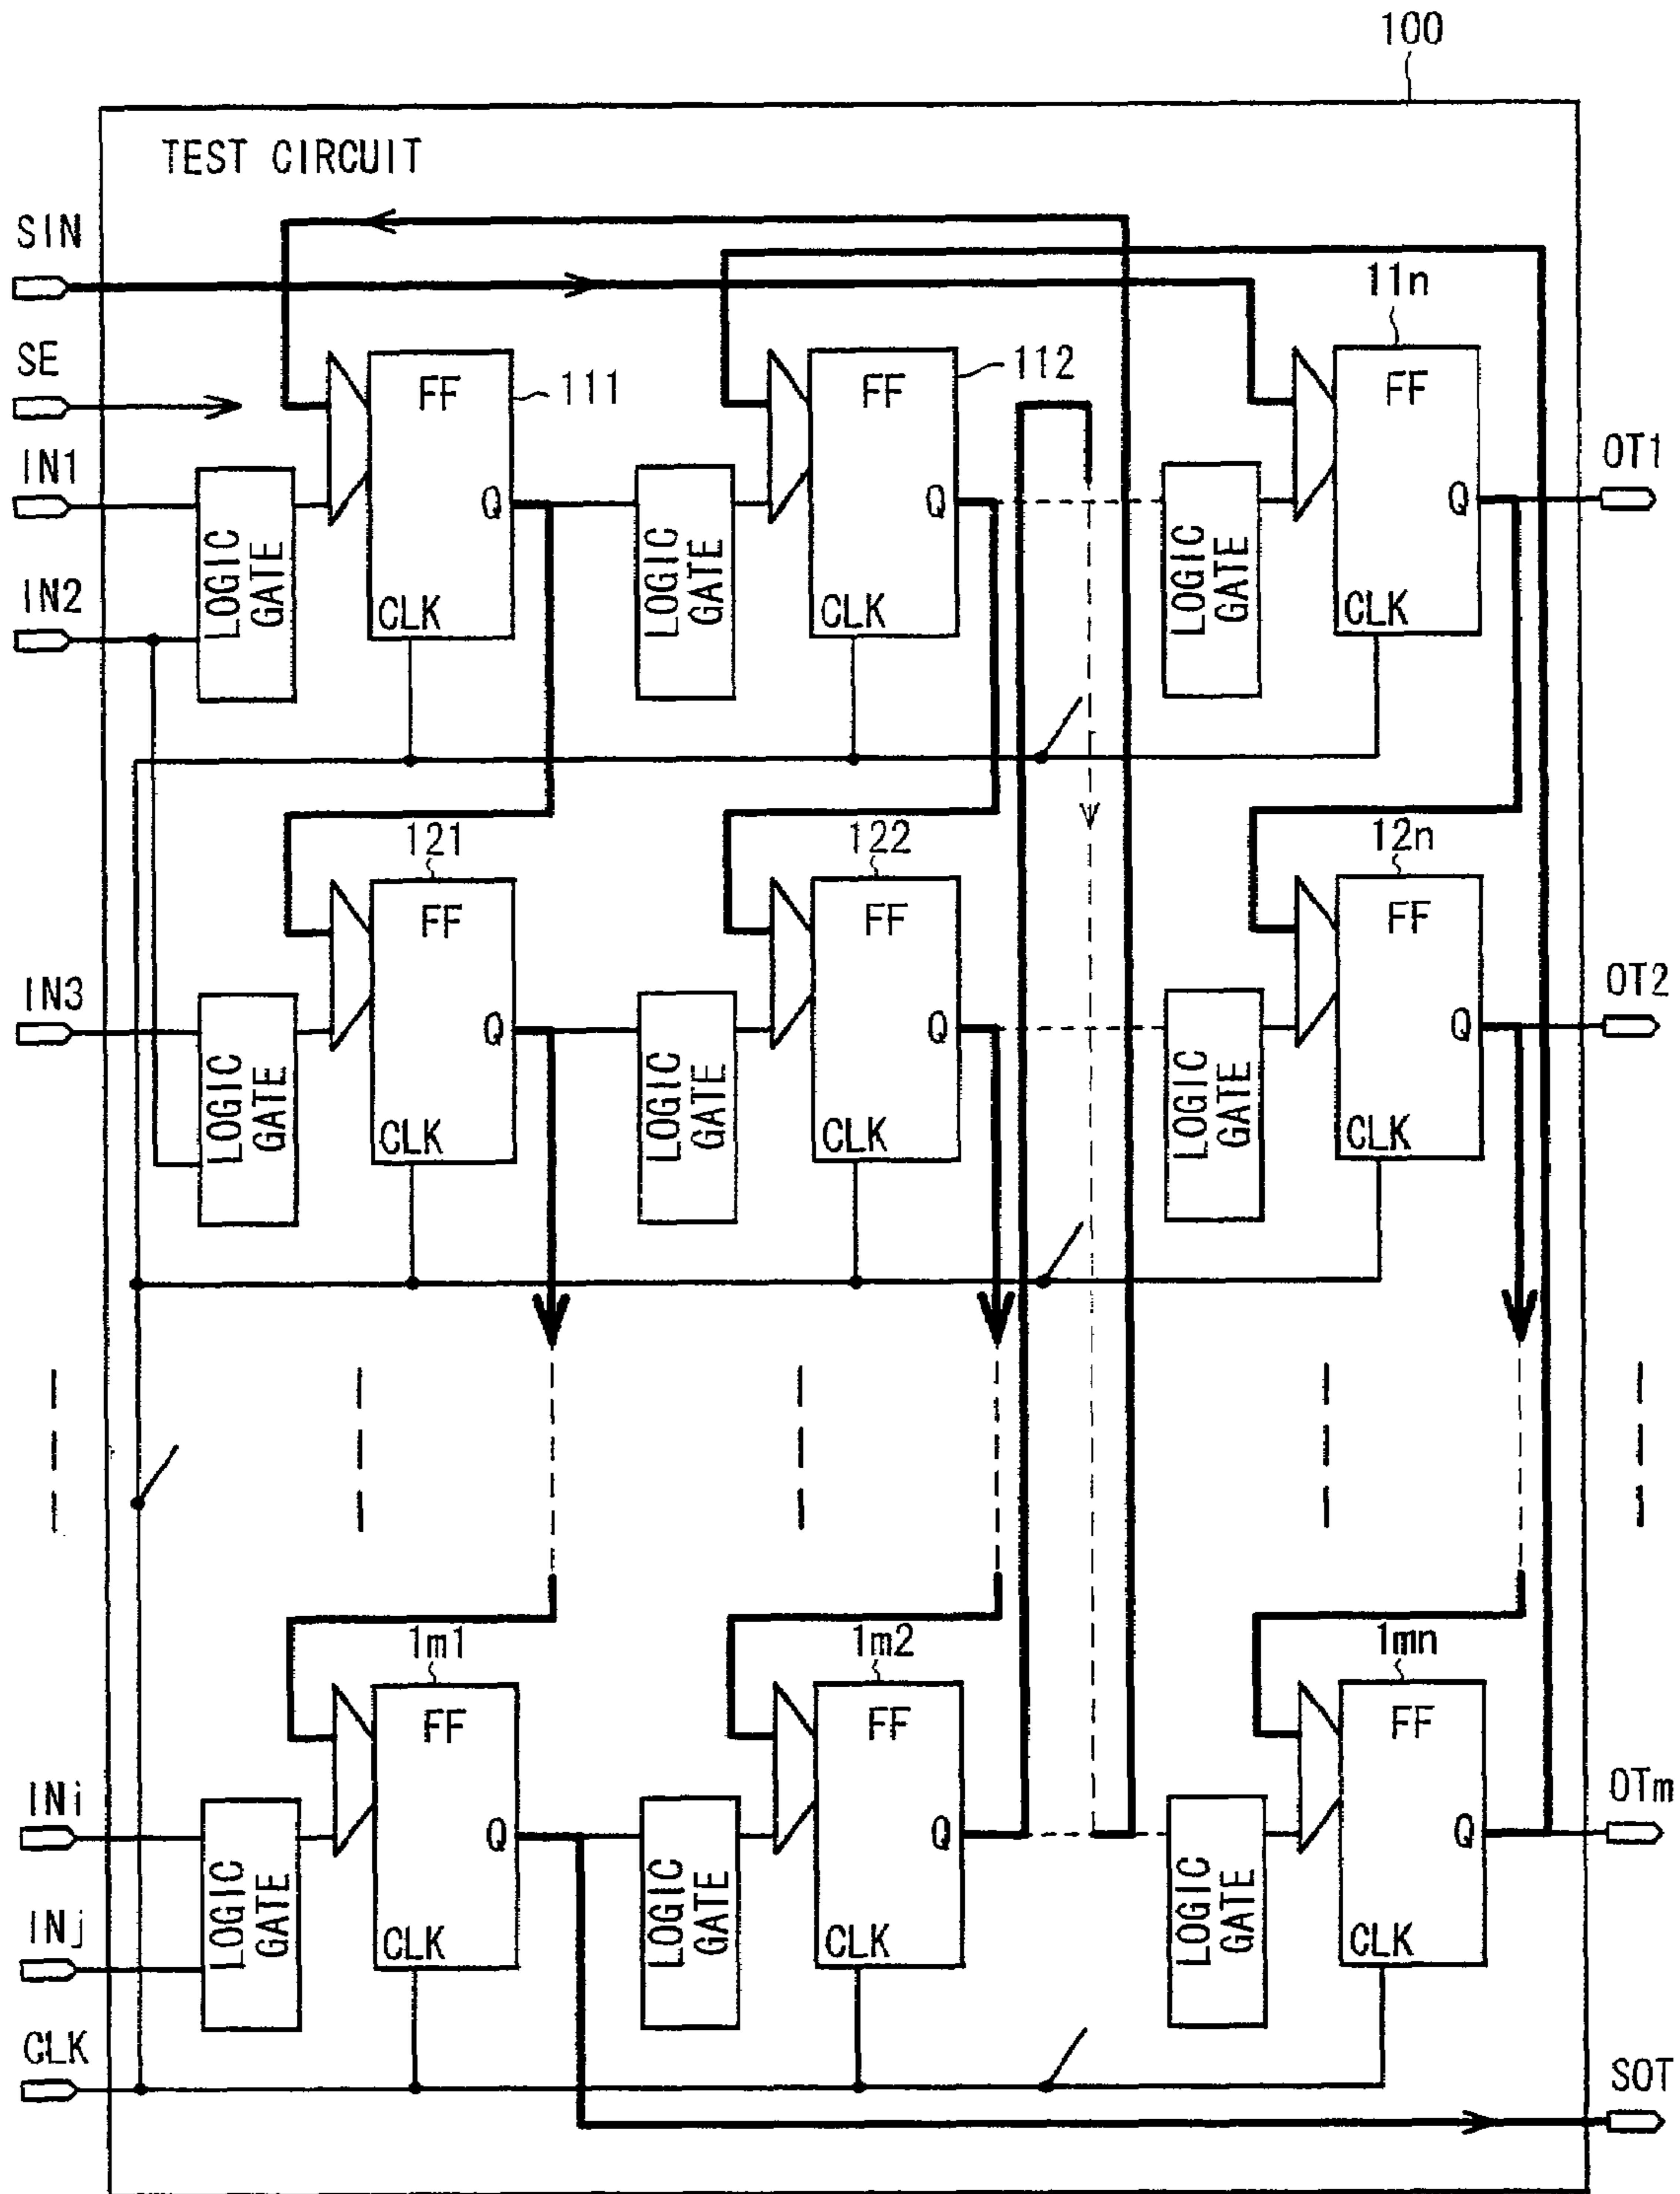 100
TEST CIRCUIT
SIN
11n
SE
FF
111
FF
112
FF
IN1
OT1
Q
Q
Q
LOGIC GATE
LOGIC GATE
LOGIC GATE
IN2
CLK
CLK
CLK
121
122
12n
FF
FF
FF
IN3
OT2
Q
Q
Q
LOGIC GATE
LOGIC GATE
LOGIC GATE
CLK
CLK
CLK
1m1
1m2
1mn
FF
FF
FF
INi
OTm
Q
Q
Q
LOGIC GATE
LOGIC GATE
LOGIC GATE
INj
CLK
CLK
CLK
CLK
SOT